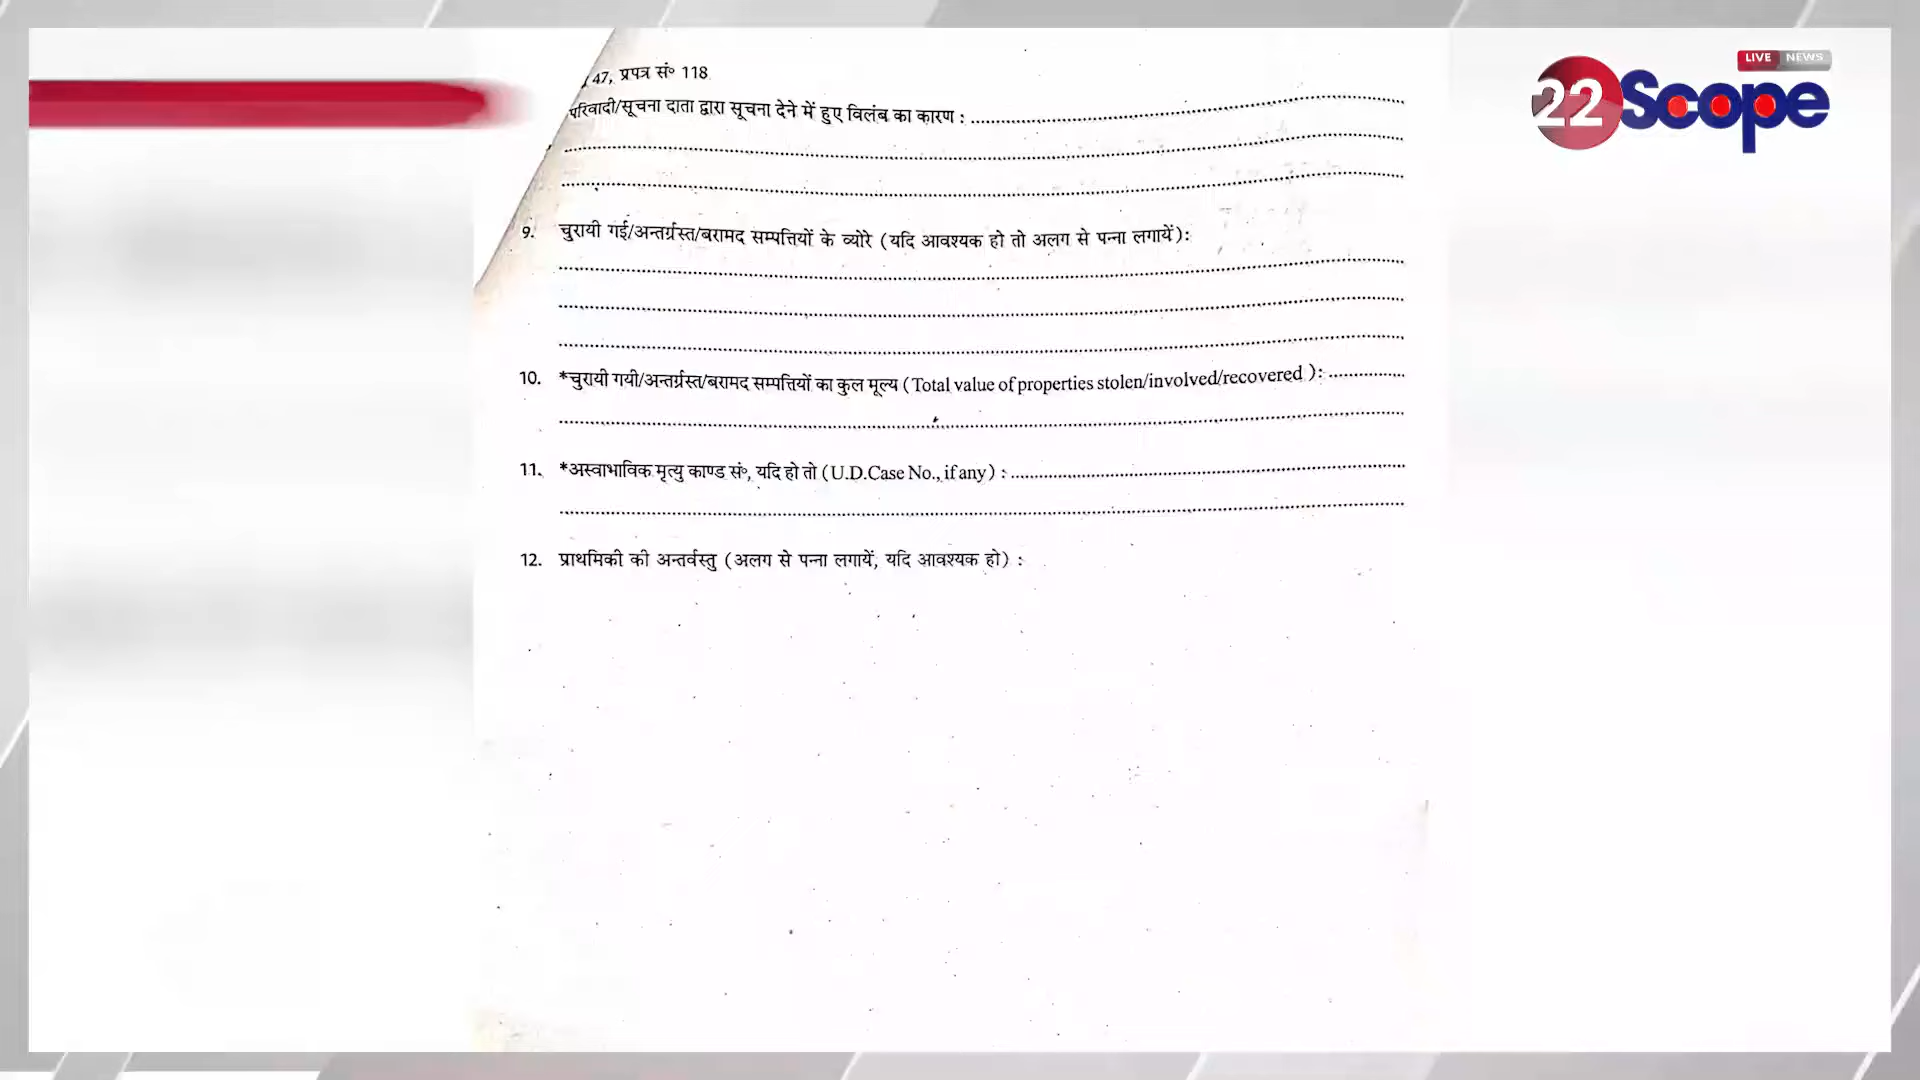 47, प्रपत्र सं० 118
LIVE NEWS
22Scope
परिवादी/सूचना दाता द्वारा सूचना देने में हुए विलंब का कारण : ........................
................................................
................................................
9. चुरायी गई/अन्तर्ग्रस्त/बरामद सम्पत्तियों के व्योरे (यदि आवश्यक हो तो अलग से पन्ना लगायें):
................................................
................................................
................................................
10. *चुरायी गयी/अन्तर्ग्रस्त/बरामद सम्पत्तियों का कुल मूल्य (Total value of properties stolen/involved/recovered ): ...............
................................................
11. *अस्वाभाविक मृत्यु काण्ड सं०, यदि हो तो (U.D.Case No., if any) : ........................
................................................
12. प्राथमिकी की अन्तर्वस्तु (अलग से पन्ना लगायें, यदि आवश्यक हो) :